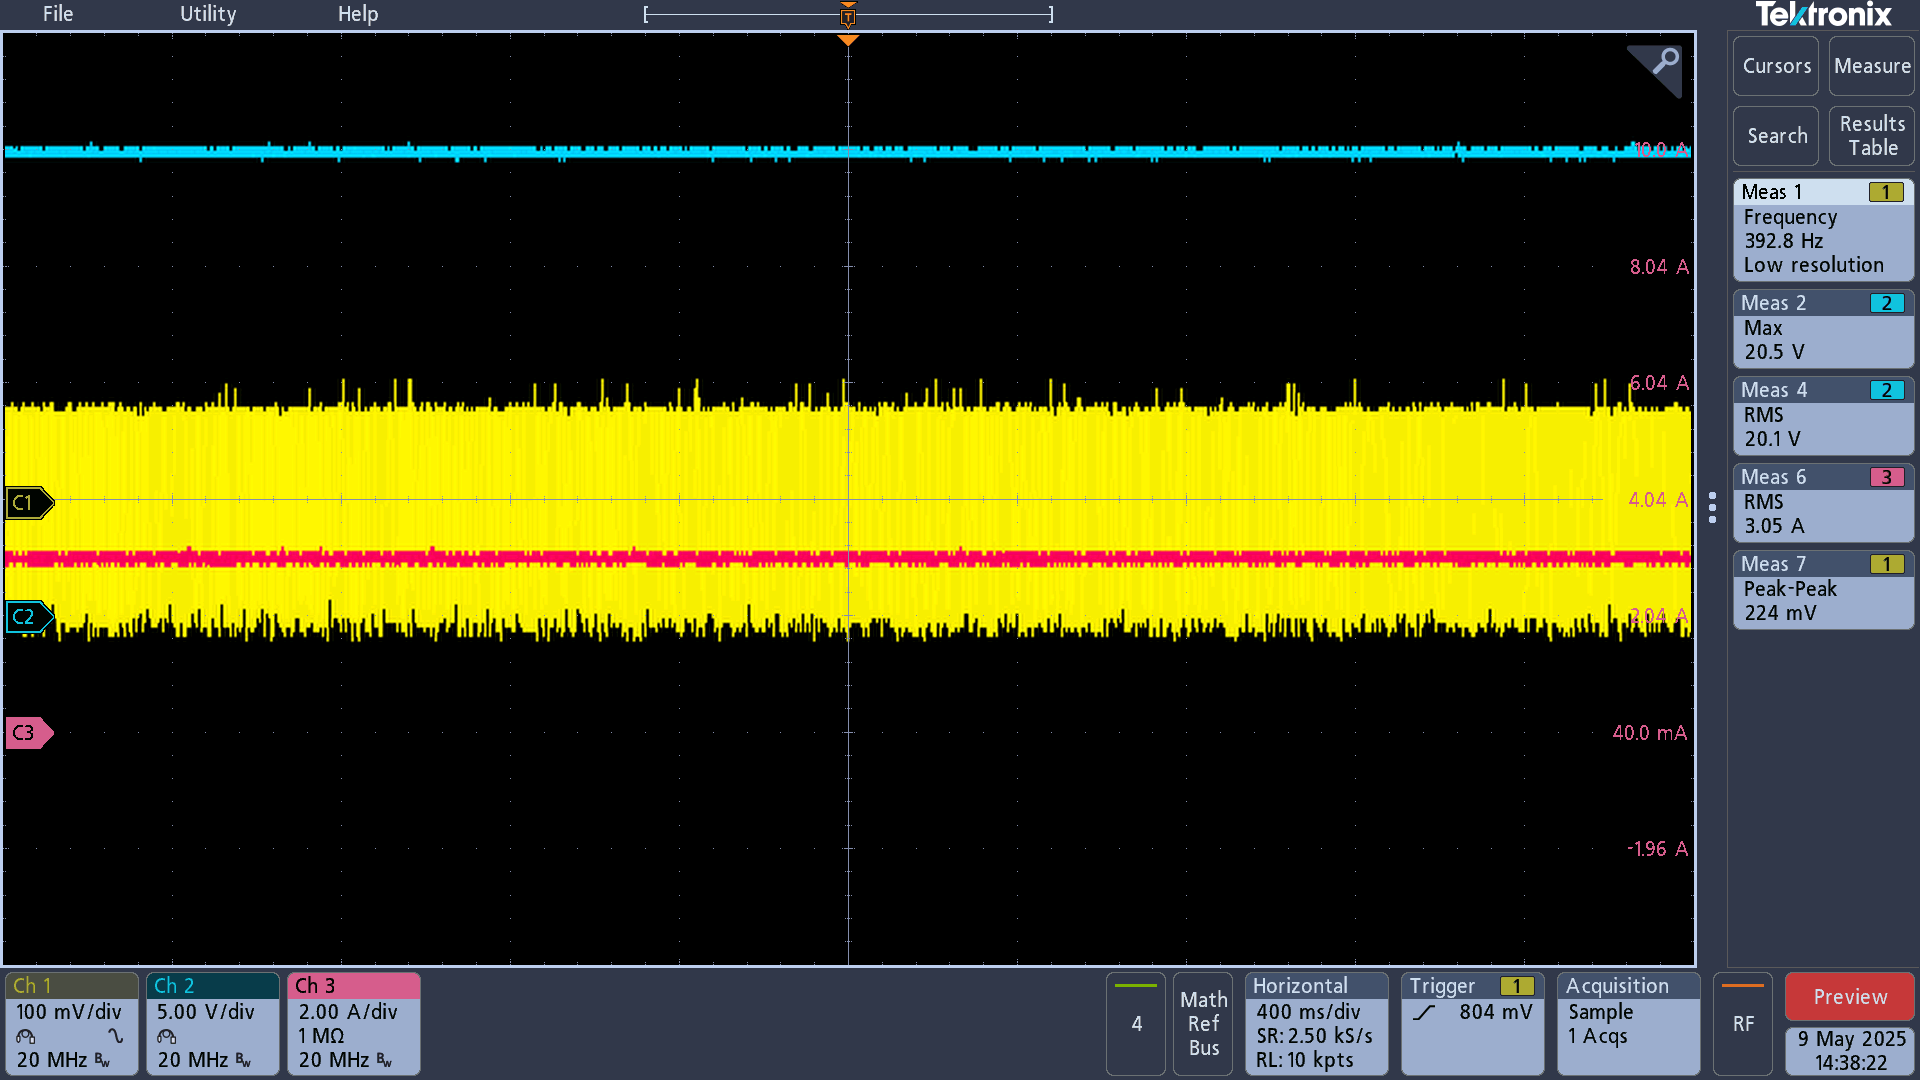 File Utility Help
T
Tektronix
Cursors Measure
Search Results Table
10.0 A
8.04 A
6.04 A
4.04 A
2.04 A
40.0 mA
-1.96 A
C1
C2
C3
Meas 1 1
Frequency
392.8 Hz
Low resolution
Meas 2 2
Max
20.5 V
Meas 4 2
RMS
20.1 V
Meas 6 3
RMS
3.05 A
Meas 7 1
Peak-Peak
224 mV
Ch 1
100 mV/div
20 MHz Bw
Ch 2
5.00 V/div
20 MHz Bw
Ch 3
2.00 A/div
1 MΩ
20 MHz Bw
4
Math
Ref
Bus
Horizontal
400 ms/div
SR: 2.50 kS/s
RL: 10 kpts
Trigger 1
804 mV
Acquisition
Sample
1 Acqs
RF
Preview
9 May 2025
14:38:22